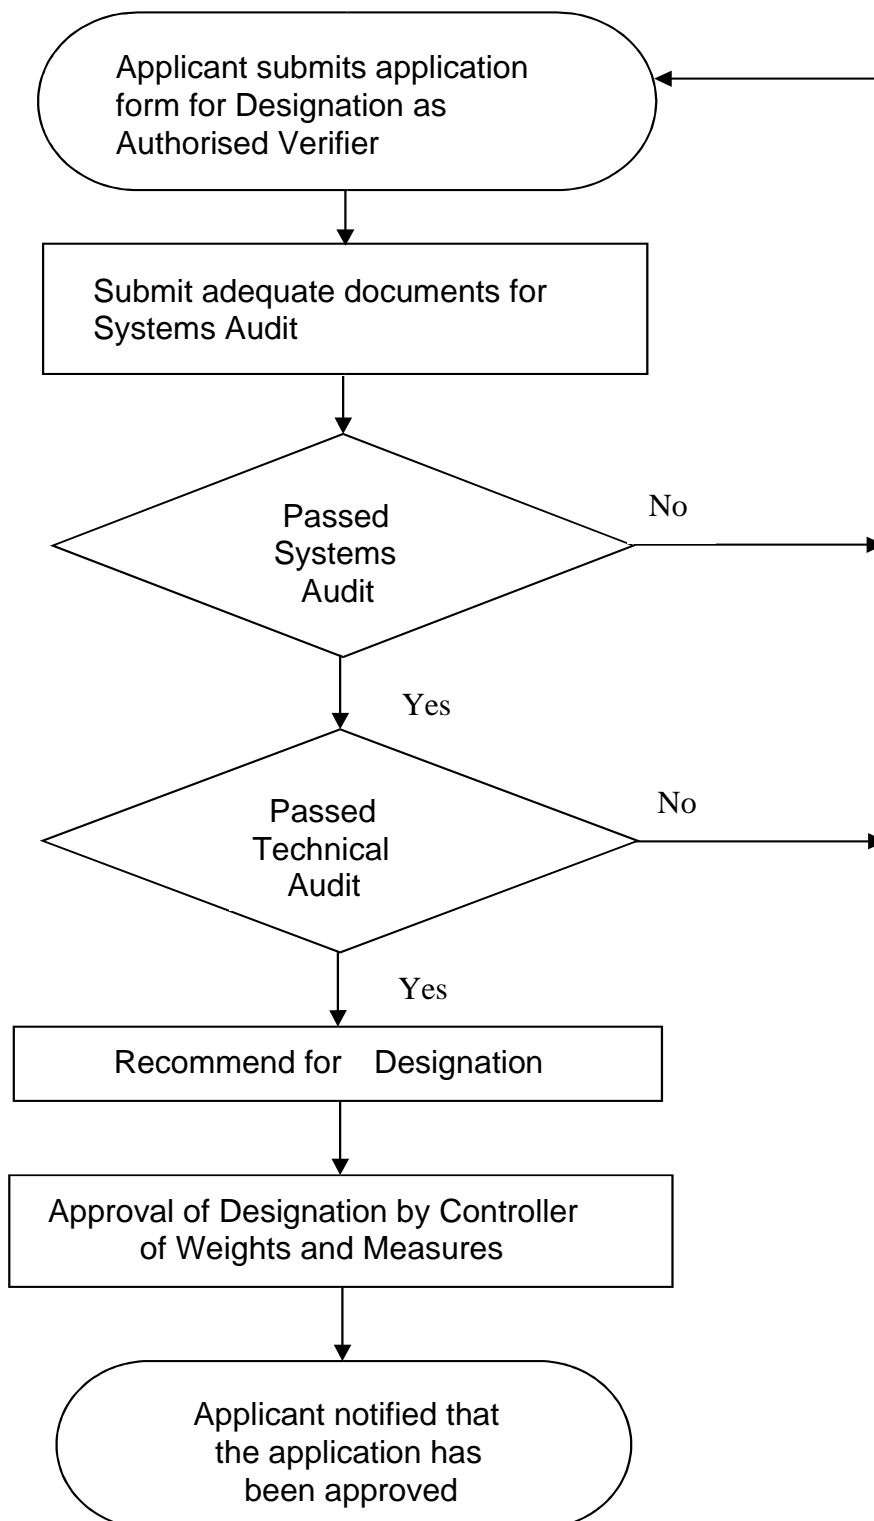 Applicant submits application
form for Designation as
Authorised Verifier
Submit adequate documents for
Systems Audit
Passed
Systems
Audit
No
Yes
Passed
Technical
Audit
No
Yes
Recommend for Designation
Approval of Designation by Controller
of Weights and Measures
Applicant notified that
the application has
been approved